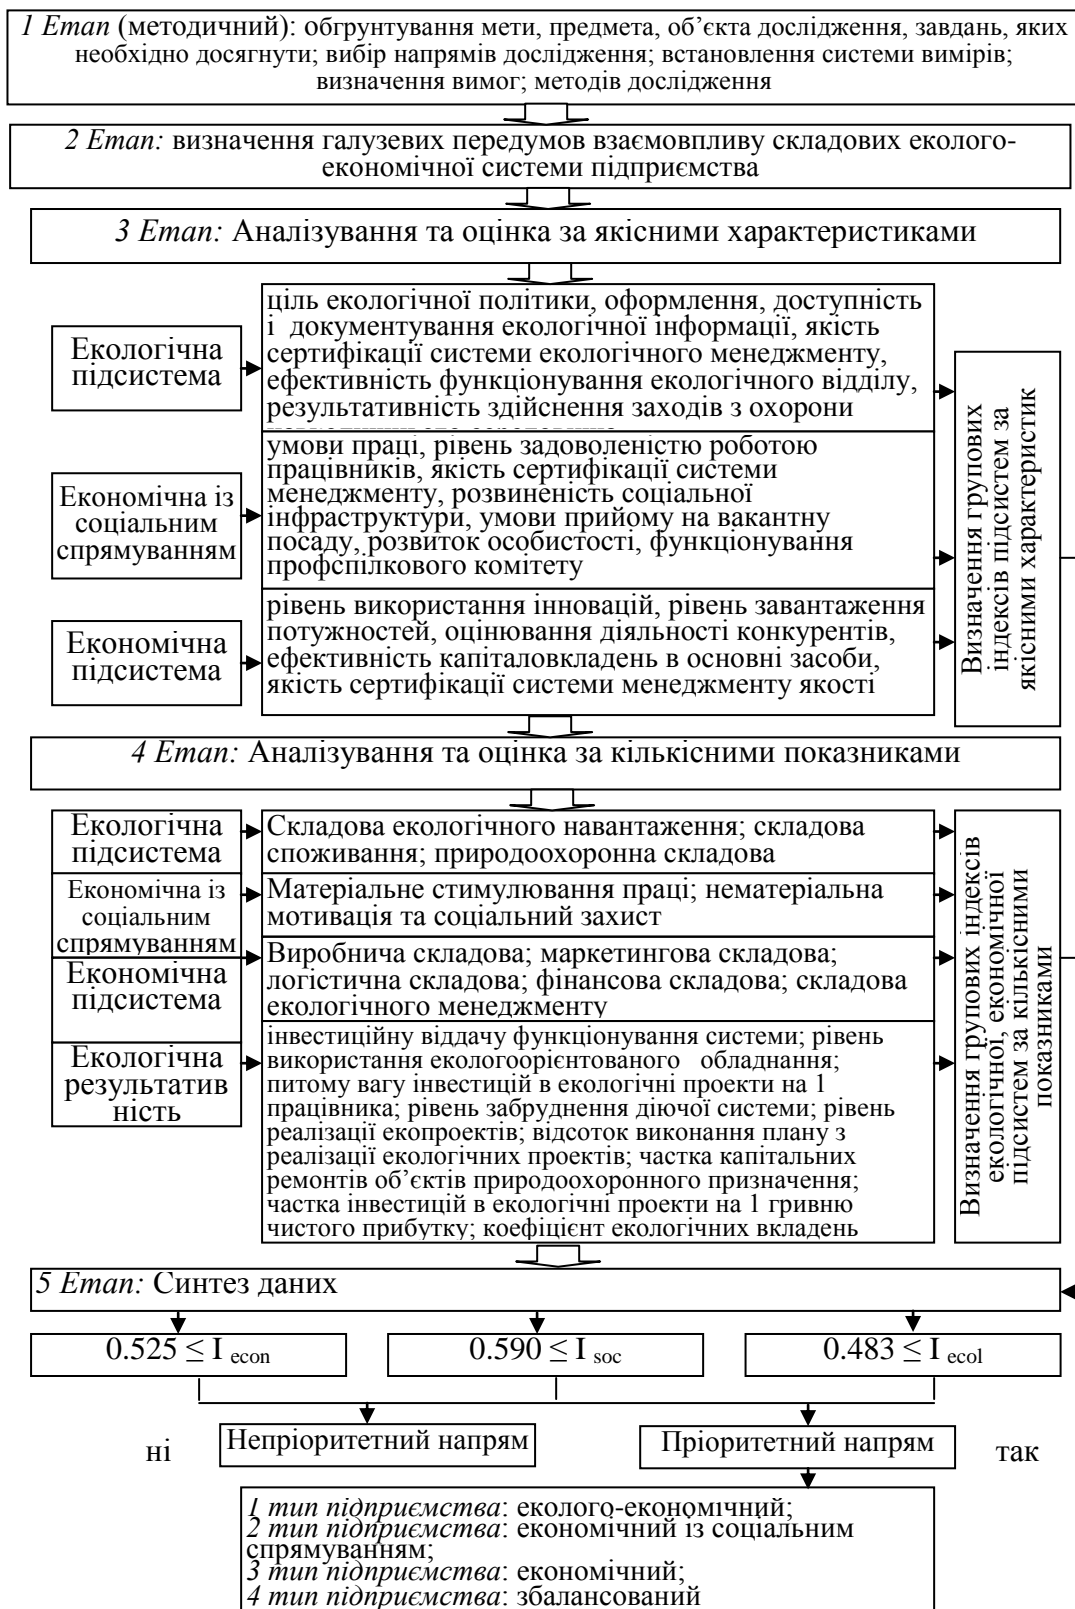 1 Етап (методичний): обгрунтування мети, предмета, об’єкта дослідження, завдань, яких
необхідно досягнути; вибір напрямів дослідження; встановлення системи вимірів;
визначення вимог; методів дослідження
2 Етап: визначення галузевих передумов взаємовпливу складових еколого-
економічної системи підприємства
3 Етап: Аналізування та оцінка за якісними характеристиками
Екологічна
підсистема
ціль екологічної політики, оформлення, доступність
і документування екологічної інформації, якість
сертифікації системи екологічного менеджменту,
ефективність функціонування екологічного відділу,
результативність здійснення заходів з охорони
Економічна із
соціальним
спрямуванням
умови праці, рівень задоволеністю роботою
працівників, якість сертифікації системи
менеджменту, розвиненість соціальної
інфраструктури, умови прийому на вакантну
посаду, розвиток особистості, функціонування
профспілкового комітету
Економічна
підсистема
рівень використання інновацій, рівень завантаження
потужностей, оцінювання діяльності конкурентів,
ефективність капіталовкладень в основні засоби,
якість сертифікації системи менеджменту якості
Визначення групових
індексів підсистем за
якісними характеристик
4 Етап: Аналізування та оцінка за кількісними показниками
Екологічна
підсистема
Складова екологічного навантаження; складова
споживання; природоохоронна складова
Економічна із
соціальним
спрямуванням
Матеріальне стимулювання праці; нематеріальна
мотивація та соціальний захист
Економічна
підсистема
Виробнича складова; маркетингова складова;
логістична складова; фінансова складова; складова
екологічного менеджменту
Екологічна
результатив
ність
інвестиційну віддачу функціонування системи; рівень
використання екологоорієнтованого обладнання;
питому вагу інвестицій в екологічні проекти на 1
працівника; рівень забруднення діючої системи; рівень
реалізації екопроектів; відсоток виконання плану з
реалізації екологічних проектів; частка капітальних
ремонтів об’єктів природоохоронного призначення;
частка інвестицій в екологічні проекти на 1 гривню
чистого прибутку; коефіцієнт екологічних вкладень
Визначення групових індексів
екологічної, економічної
підсистем за кількісними
показниками
5 Етап: Синтез даних
0.525 ≤ I econ
0.590 ≤ I soc
0.483 ≤ I ecol
ні
Непріоритетний напрям
Пріоритетний напрям
так
1 тип підприємства: еколого-економічний;
2 тип підприємства: економічний із соціальним
спрямуванням;
3 тип підприємства: економічний;
4 тип підприємства: збалансований